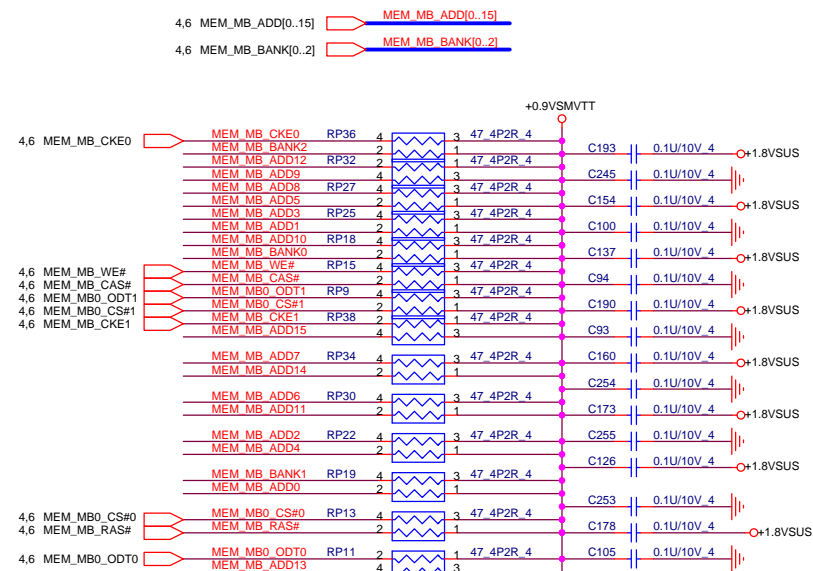 4,6 MEM_MB_ADD[0..15] MEM_MB_ADD[0..15]
4,6 MEM_MB_BANK[0..2] MEM_MB_BANK[0..2]
+0.9VSMVTT
4,6 MEM_MB_CKE0 MEM_MB_CKE0 RP36 4 3 47_4P2R_4
MEM_MB_BANK2 2 1 C193 0.1U/10V_4 +1.8VSUS
MEM_MB_ADD12 RP32 2 1 47_4P2R_4
MEM_MB_ADD9 4 3 C245 0.1U/10V_4
MEM_MB_ADD8 RP27 4 3 47_4P2R_4
MEM_MB_ADD5 2 1 C154 0.1U/10V_4 +1.8VSUS
MEM_MB_ADD3 RP25 4 3 47_4P2R_4
MEM_MB_ADD1 2 1 C100 0.1U/10V_4
MEM_MB_ADD10 RP18 4 3 47_4P2R_4
MEM_MB_BANK0 2 1 C137 0.1U/10V_4 +1.8VSUS
4,6 MEM_MB_WE# MEM_MB_WE# RP15 4 3 47_4P2R_4
4,6 MEM_MB_CAS# MEM_MB_CAS# 2 1 C94 0.1U/10V_4
4,6 MEM_MB0_ODT1 MEM_MB0_ODT1 RP9 4 3 47_4P2R_4
4,6 MEM_MB0_CS#1 MEM_MB0_CS#1 2 1 C190 0.1U/10V_4 +1.8VSUS
4,6 MEM_MB_CKE1 MEM_MB_CKE1 RP38 2 1 47_4P2R_4
MEM_MB_ADD15 4 3 C93 0.1U/10V_4
MEM_MB_ADD7 RP34 4 3 47_4P2R_4 C160 0.1U/10V_4 +1.8VSUS
MEM_MB_ADD14 2 1
C254 0.1U/10V_4
MEM_MB_ADD6 RP30 4 3 47_4P2R_4
MEM_MB_ADD11 2 1 C173 0.1U/10V_4 +1.8VSUS
MEM_MB_ADD2 RP22 4 3 47_4P2R_4 C255 0.1U/10V_4
MEM_MB_ADD4 2 1
C126 0.1U/10V_4 +1.8VSUS
MEM_MB_BANK1 RP19 4 3 47_4P2R_4
MEM_MB_ADD0 2 1
C253 0.1U/10V_4
4,6 MEM_MB0_CS#0 MEM_MB0_CS#0 RP13 4 3 47_4P2R_4
4,6 MEM_MB_RAS# MEM_MB_RAS# 2 1 C178 0.1U/10V_4 +1.8VSUS
4,6 MEM_MB0_ODT0 MEM_MB0_ODT0 RP11 2 1 47_4P2R_4 C105 0.1U/10V_4
MEM_MB_ADD13 4 3